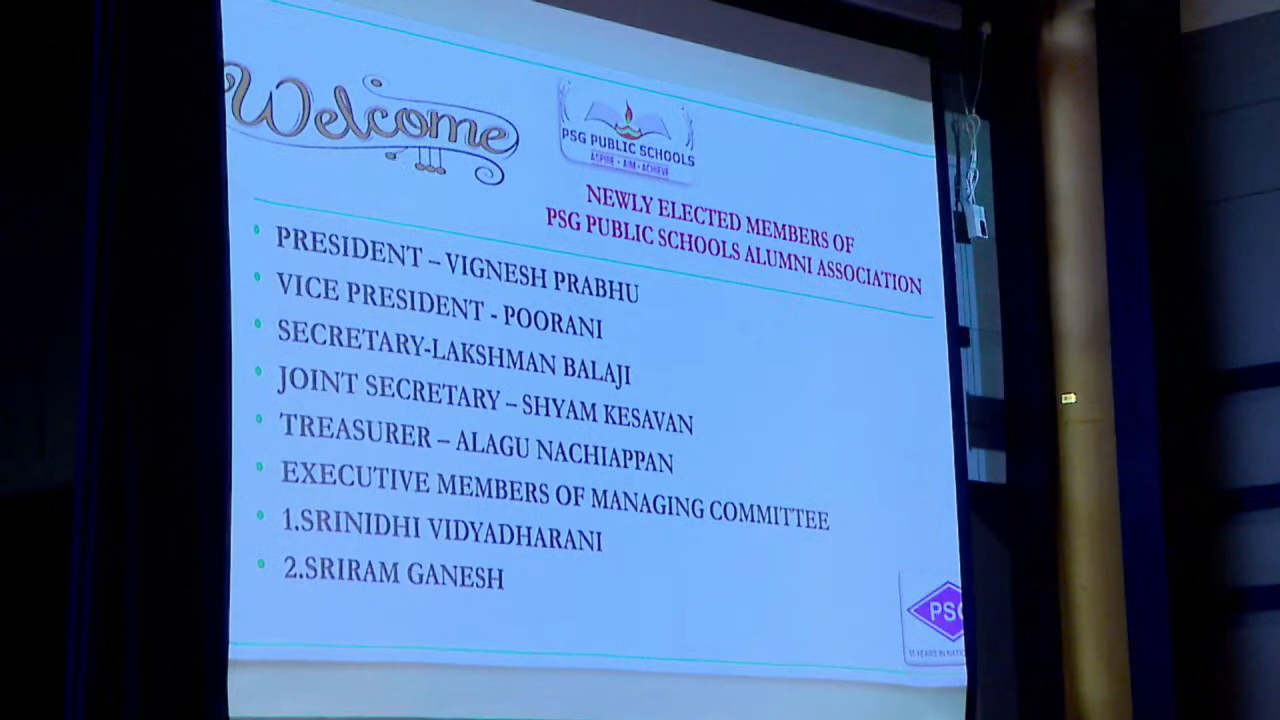 Welcome
PSG PUBLIC SCHOOLS
ASPIRE - AIM - ACHIEVE
NEWLY ELECTED MEMBERS OF
PSG PUBLIC SCHOOLS ALUMNI ASSOCIATION
PRESIDENT – VIGNESH PRABHU
VICE PRESIDENT - POORANI
SECRETARY-LAKSHMAN BALAJI
JOINT SECRETARY – SHYAM KESAVAN
TREASURER – ALAGU NACHIAPPAN
EXECUTIVE MEMBERS OF MANAGING COMMITTEE
1.SRINIDHI VIDYADHARANI
2.SRIRAM GANESH
PSG
YEARS IN